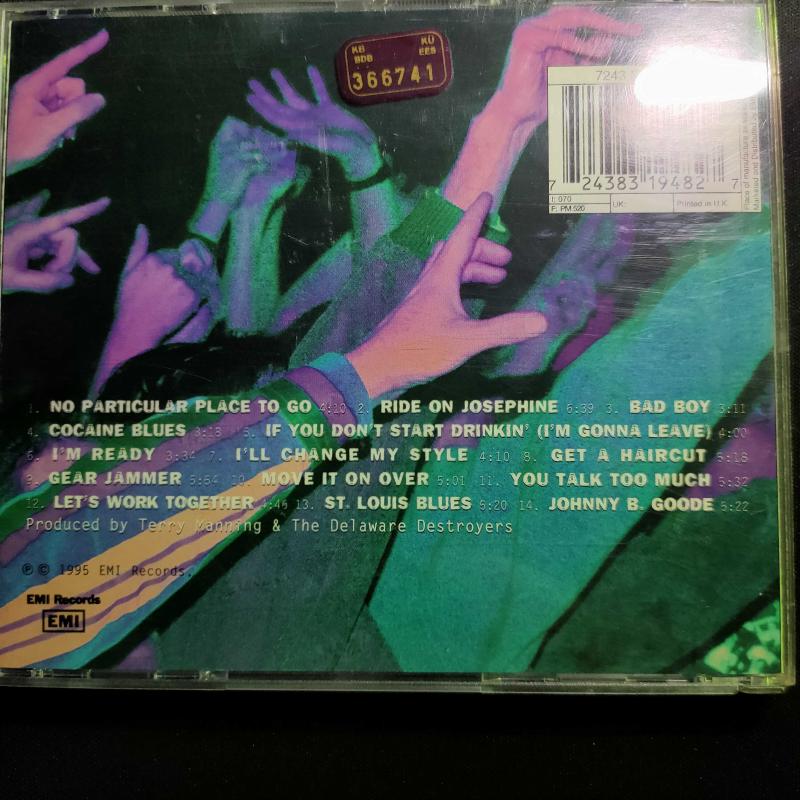 KB KÜ
BDB EES
366741
7243
7 24383 19482 7
I: 070
F: PM 520 UK: Printed in U.K.
1. NO PARTICULAR PLACE TO GO 4:10 2. RIDE ON JOSEPHINE 6:39 3. BAD BOY 3:11
4. COCAINE BLUES 3:13 5. IF YOU DON'T START DRINKIN' (I'M GONNA LEAVE) 4:00
6. I'M READY 3:34 7. I'LL CHANGE MY STYLE 4:10 8. GET A HAIRCUT 5:18
9. GEAR JAMMER 5:54 10. MOVE IT ON OVER 5:01 11. YOU TALK TOO MUCH 5:32
12. LET'S WORK TOGETHER 4:46 13. ST. LOUIS BLUES 5:20 14. JOHNNY B. GOODE 5:22
Produced by Terry Manning & The Delaware Destroyers
℗ © 1995 EMI Records.
EMI Records
EMI